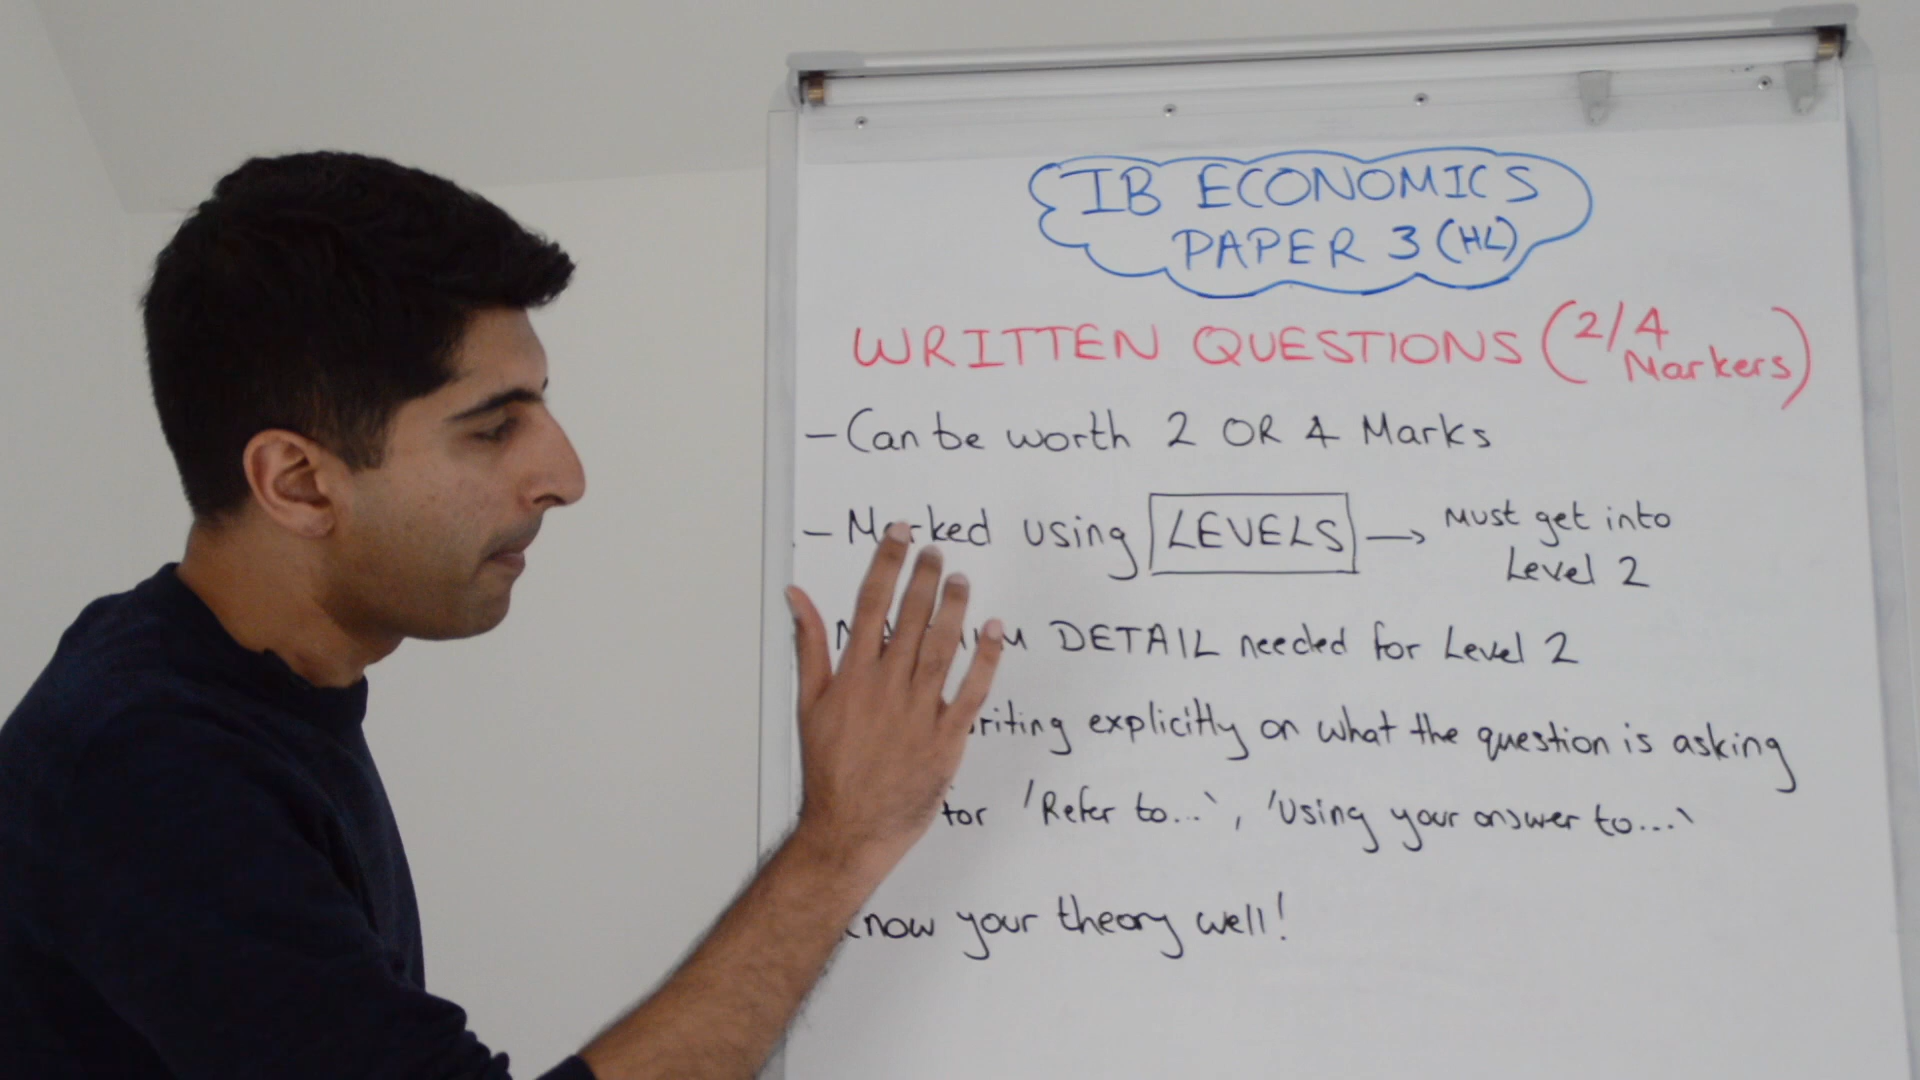 IB ECONOMICS
PAPER 3 (HL)
WRITTEN QUESTIONS (2/4 Markers)
- Can be worth 2 OR 4 Marks
- Marked using LEVELS → Must get into Level 2
DETAIL needed for Level 2
explicitly on what the question is asking
'Refer to...', 'Using your answer to...'
know your theory well!